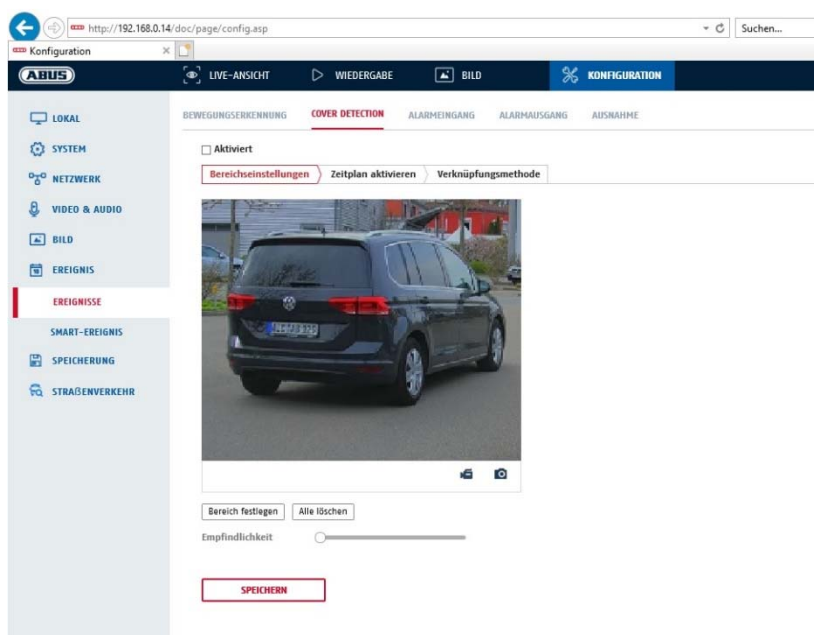 http://192.168.0.14/doc/page/config.asp
Suchen...
Konfiguration
ABUS
LIVE-ANSICHT
WIEDERGABE
BILD
KONFIGURATION
LOKAL
SYSTEM
NETZWERK
VIDEO & AUDIO
BILD
EREIGNIS
EREIGNISSE
SMART-EREIGNIS
SPEICHERUNG
STRAßENVERKEHR
BEWEGUNGSERKENNUNG
COVER DETECTION
ALARMEINGANG
ALARMAUSGANG
AUSNAHME
Aktiviert
Bereichseinstellungen
Zeitplan aktivieren
Verknüpfungsmethode
Bereich festlegen
Alle löschen
Empfindlichkeit
SPEICHERN